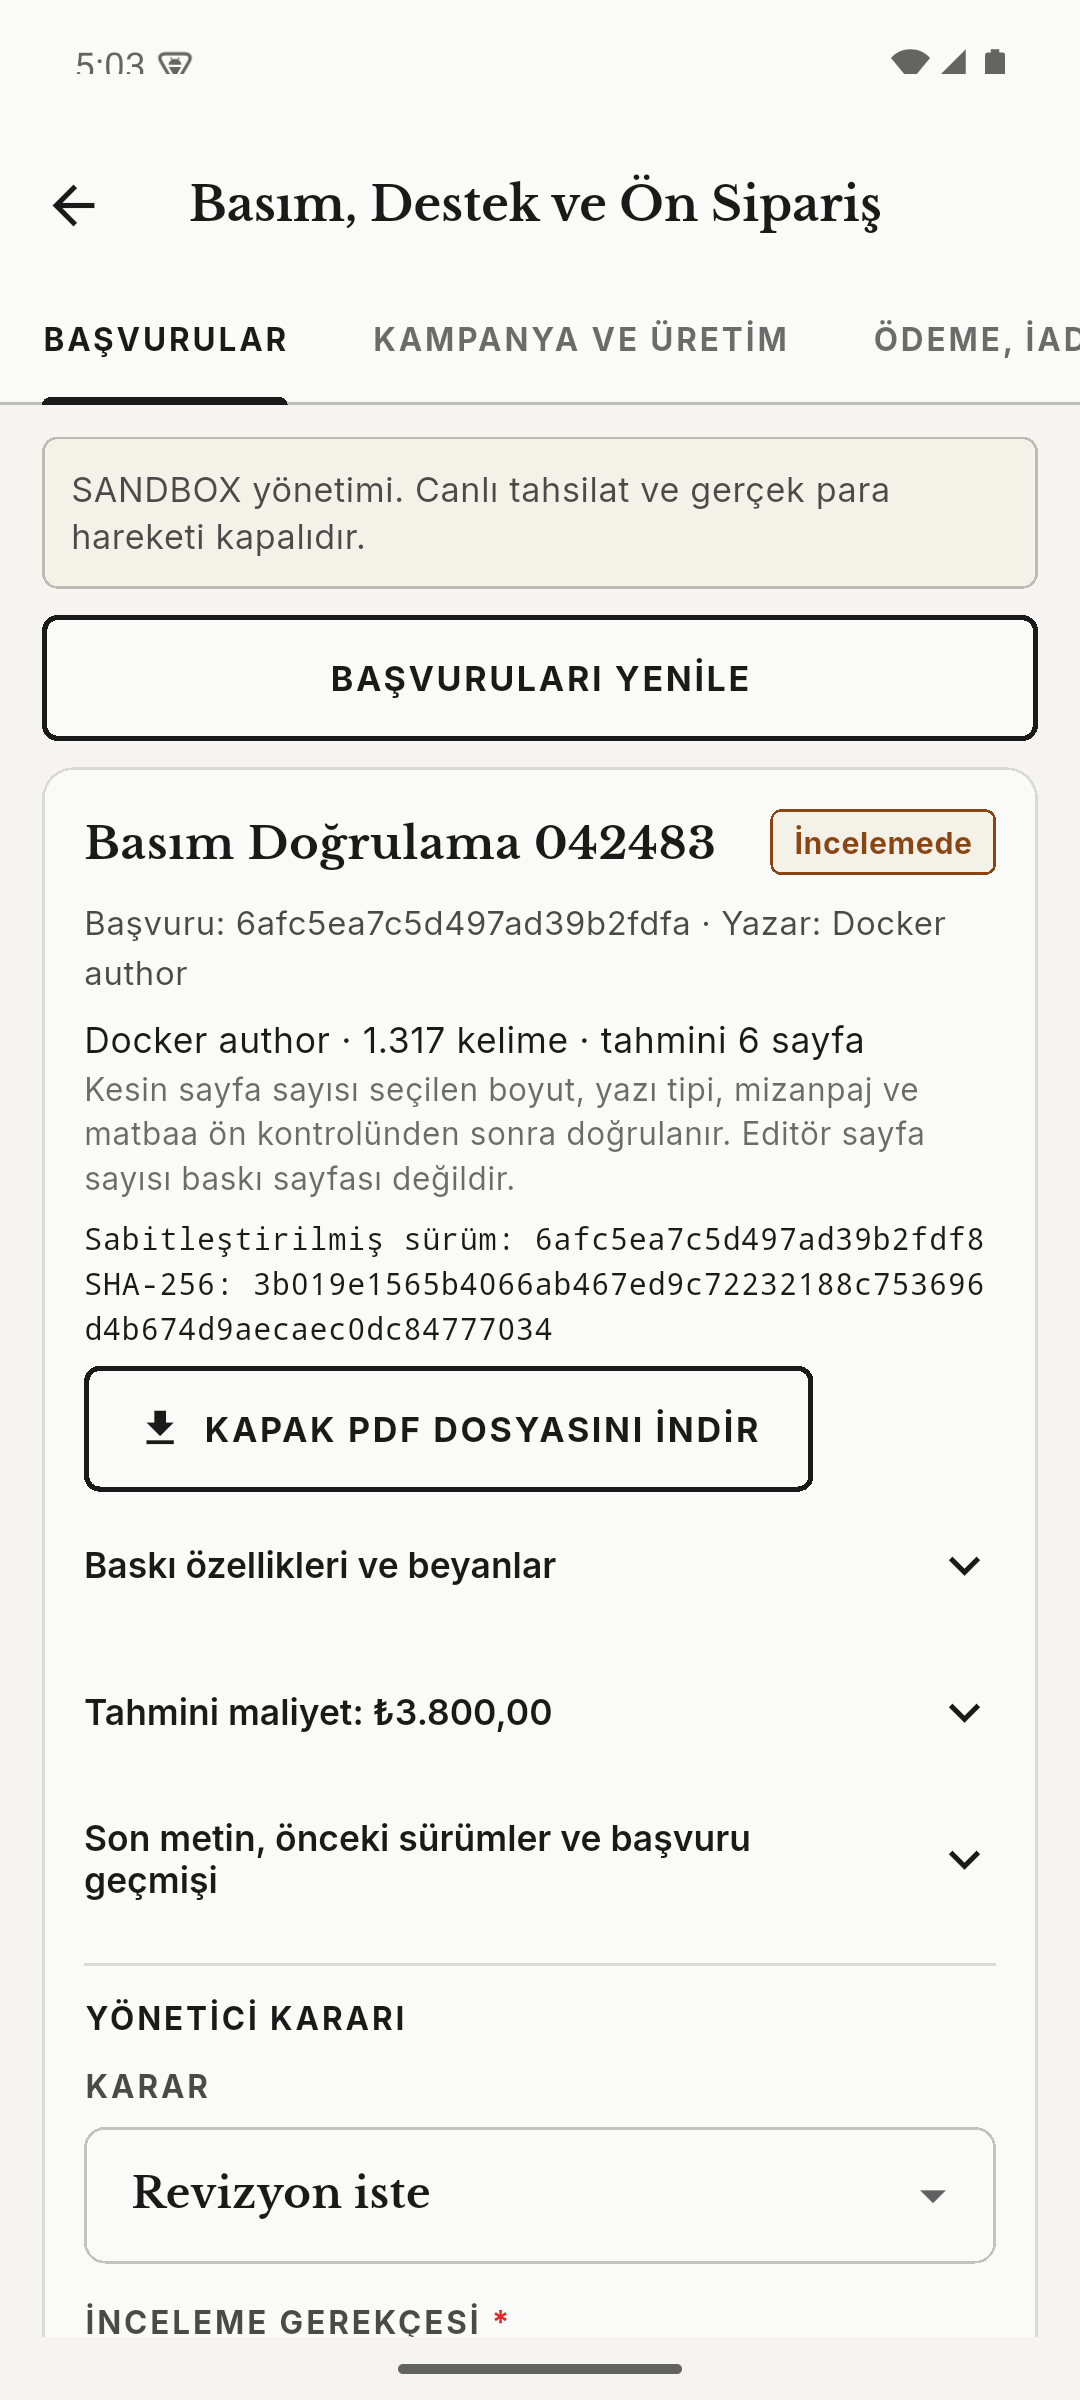 5:03
Basım, Destek ve Ön Sipariş
BAŞVURULAR
KAMPANYA VE ÜRETİM
ÖDEME, İAD
SANDBOX yönetimi. Canlı tahsilat ve gerçek para
hareketi kapalıdır.
BAŞVURULARI YENİLE
Basım Doğrulama 042483
İncelemede
Başvuru: 6afc5ea7c5d497ad39b2fdfa · Yazar: Docker
author
Docker author · 1.317 kelime · tahmini 6 sayfa
Kesin sayfa sayısı seçilen boyut, yazı tipi, mizanpaj ve
matbaa ön kontrolünden sonra doğrulanır. Editör sayfa
sayısı baskı sayfası değildir.
Sabitleştirilmiş sürüm: 6afc5ea7c5d497ad39b2fdf8
SHA-256: 3b019e1565b4066ab467ed9c72232188c753696
d4b674d9aecaec0dc84777034
KAPAK PDF DOSYASINI İNDİR
Baskı özellikleri ve beyanlar
Tahmini maliyet: ₺3.800,00
Son metin, önceki sürümler ve başvuru
geçmişi
YÖNETİCİ KARARI
KARAR
Revizyon iste
İNCELEME GEREKÇESİ *